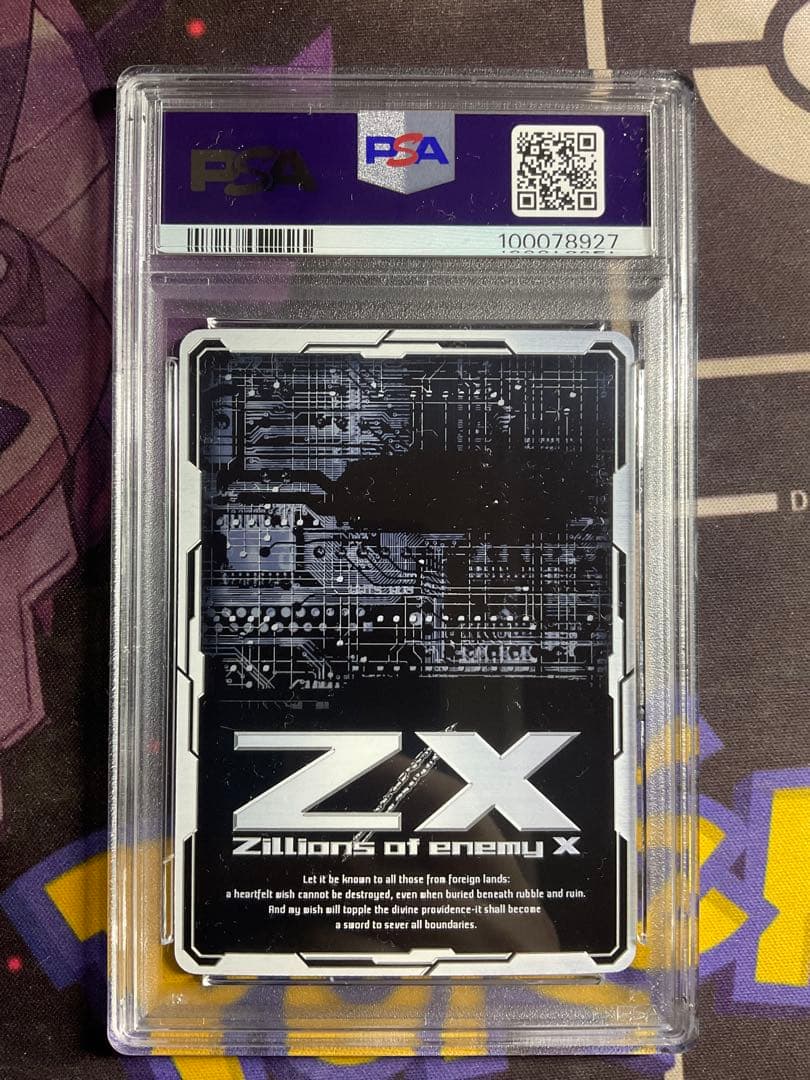 PSA
PSA
100078927
Z/X
Zillions of enemy X
Let it be known to all those from foreign lands:
a heartfelt wish cannot be destroyed, even when buried beneath rubble and ruin.
And my wish will topple the divine providence-it shall become
a sword to sever all boundaries.
D